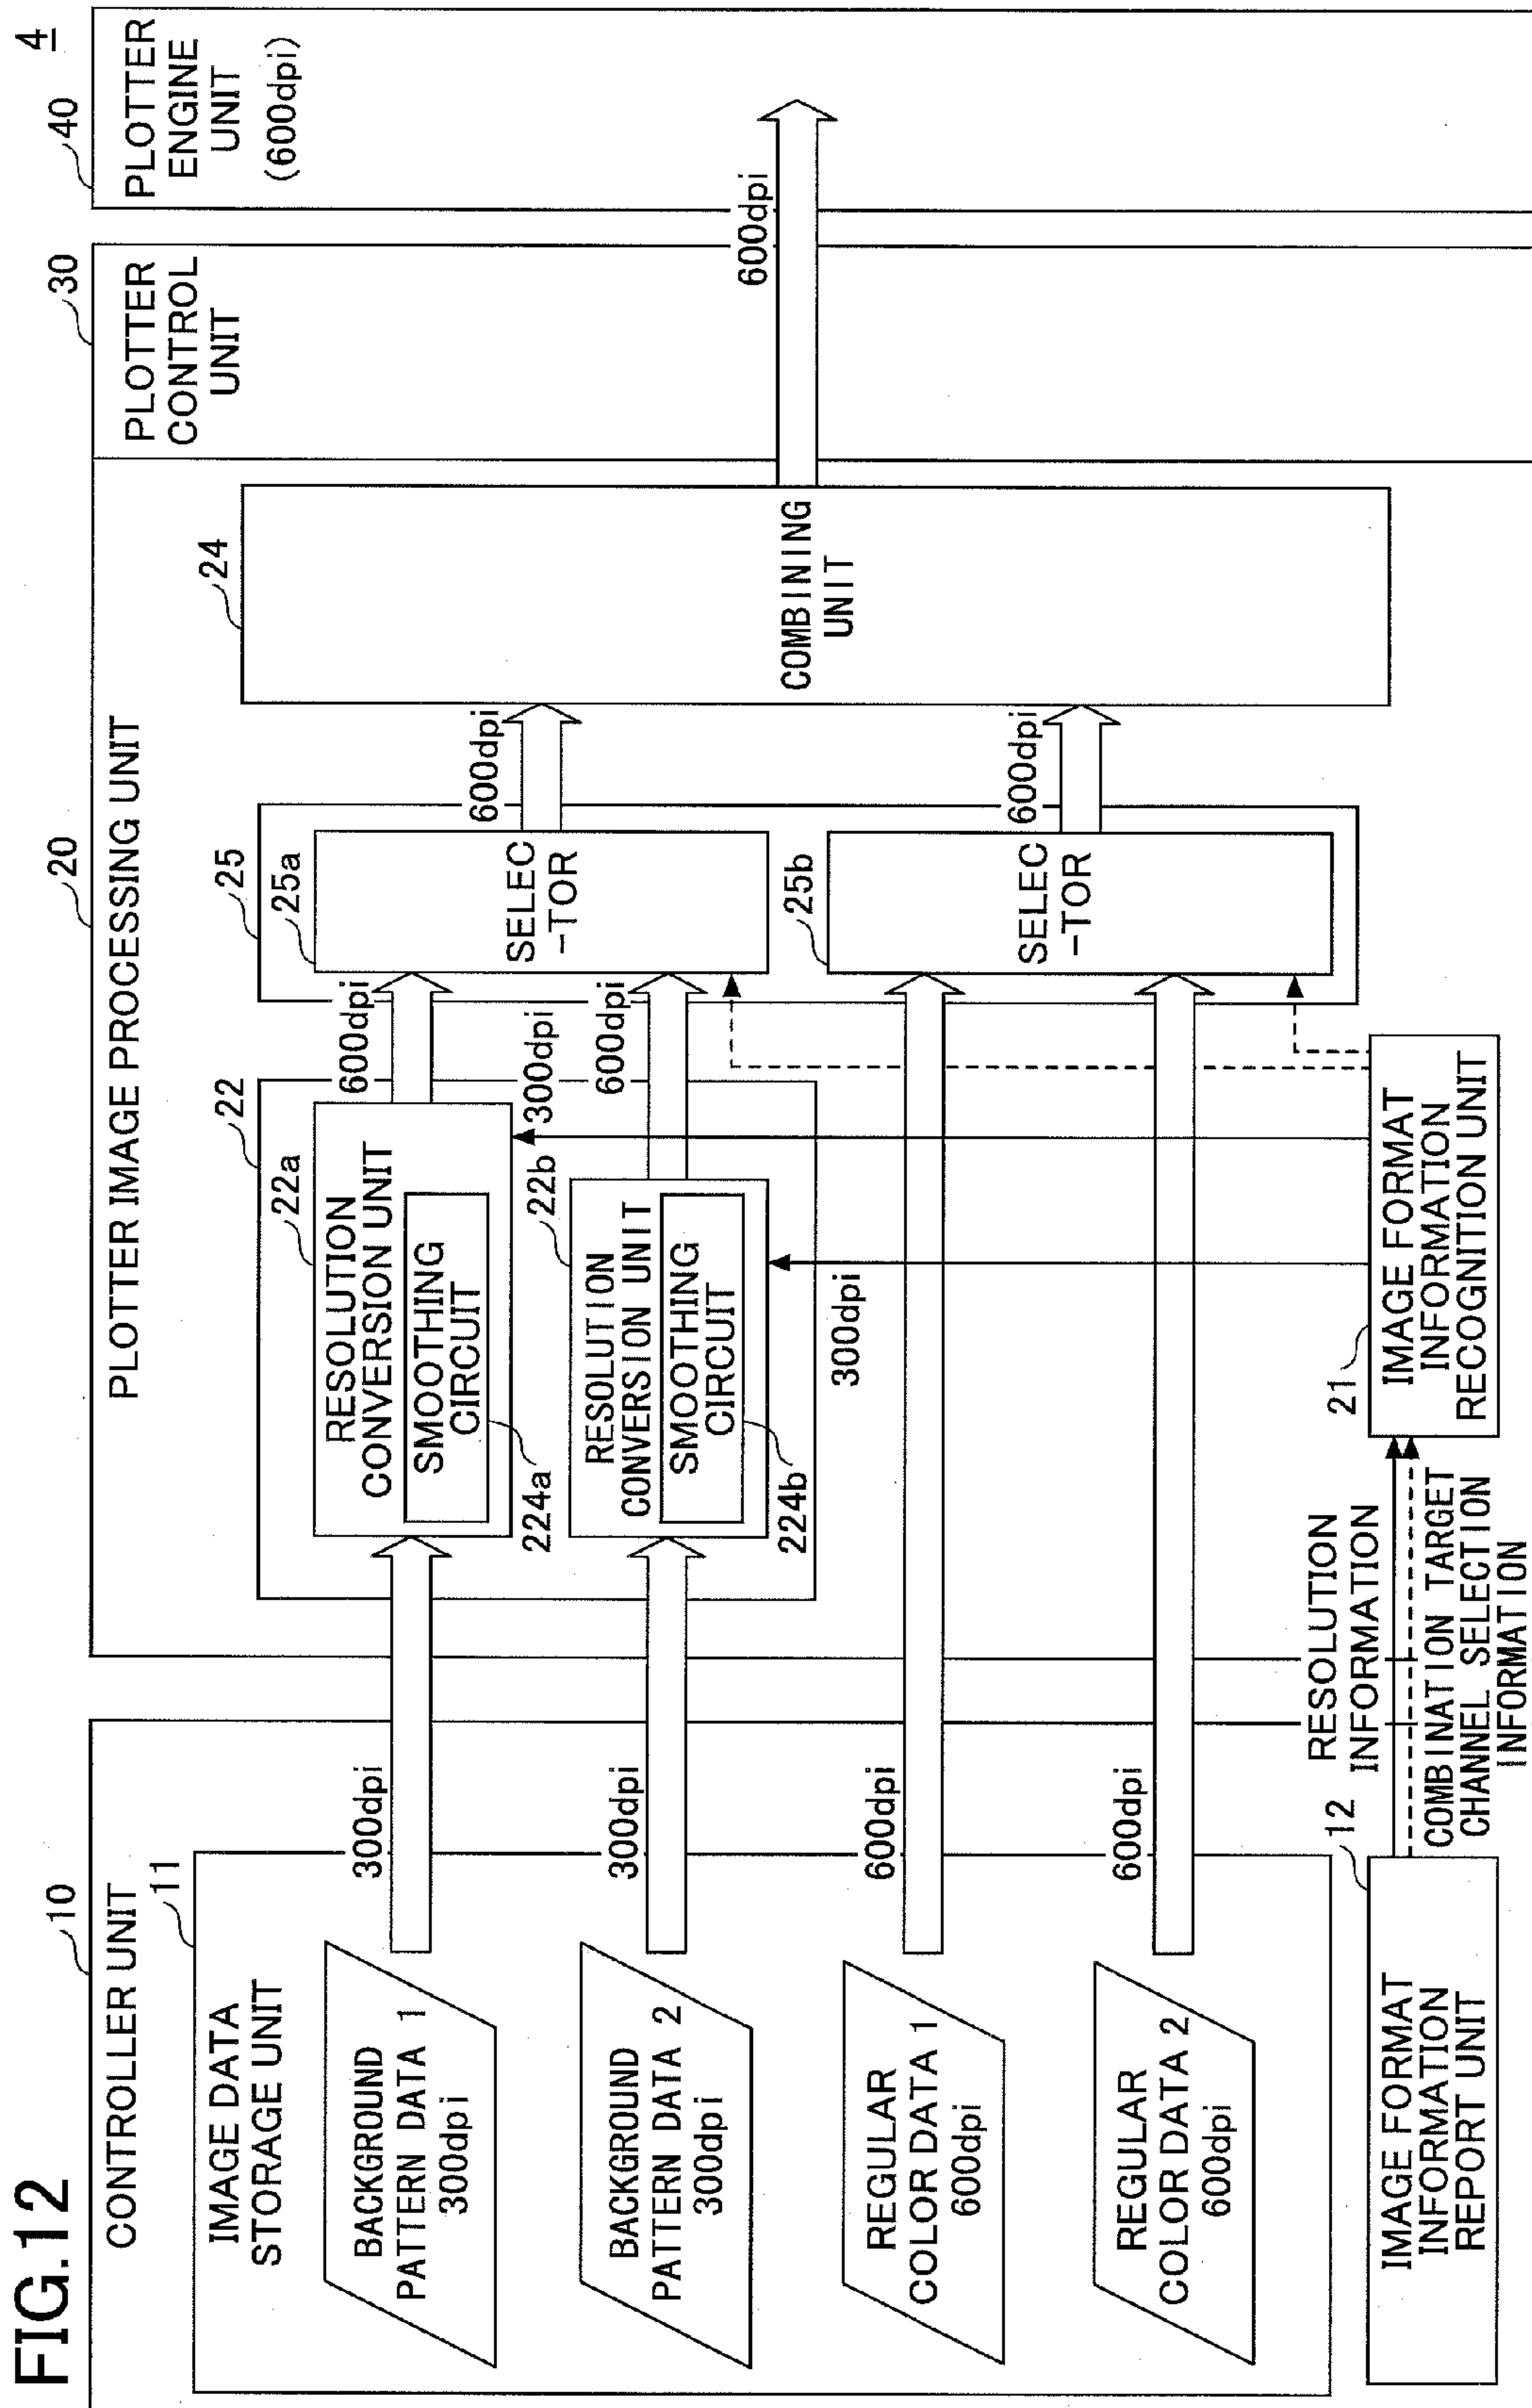 FIG.12
4
10
CONTROLLER UNIT
11
IMAGE DATA
STORAGE UNIT
BACKGROUND
PATTERN DATA 1
300dpi
BACKGROUND
PATTERN DATA 2
300dpi
REGULAR
COLOR DATA 1
600dpi
REGULAR
COLOR DATA 2
600dpi
12
IMAGE FORMAT
INFORMATION
REPORT UNIT
300dpi
300dpi
600dpi
600dpi
RESOLUTION
INFORMATION
COMBINATION TARGET
CHANNEL SELECTION
INFORMATION
20
PLOTTER IMAGE PROCESSING UNIT
22
22a
RESOLUTION
CONVERSION UNIT
SMOOTHING
CIRCUIT
224a
22b
RESOLUTION
CONVERSION UNIT
SMOOTHING
CIRCUIT
224b
300dpi
300dpi
600dpi
600dpi
21
IMAGE FORMAT
INFORMATION
RECOGNITION UNIT
25
25a
SELEC
-TOR
25b
SELEC
-TOR
600dpi
600dpi
24
COMBINING
UNIT
30
PLOTTER
CONTROL
UNIT
600dpi
40
PLOTTER
ENGINE
UNIT
(600dpi)